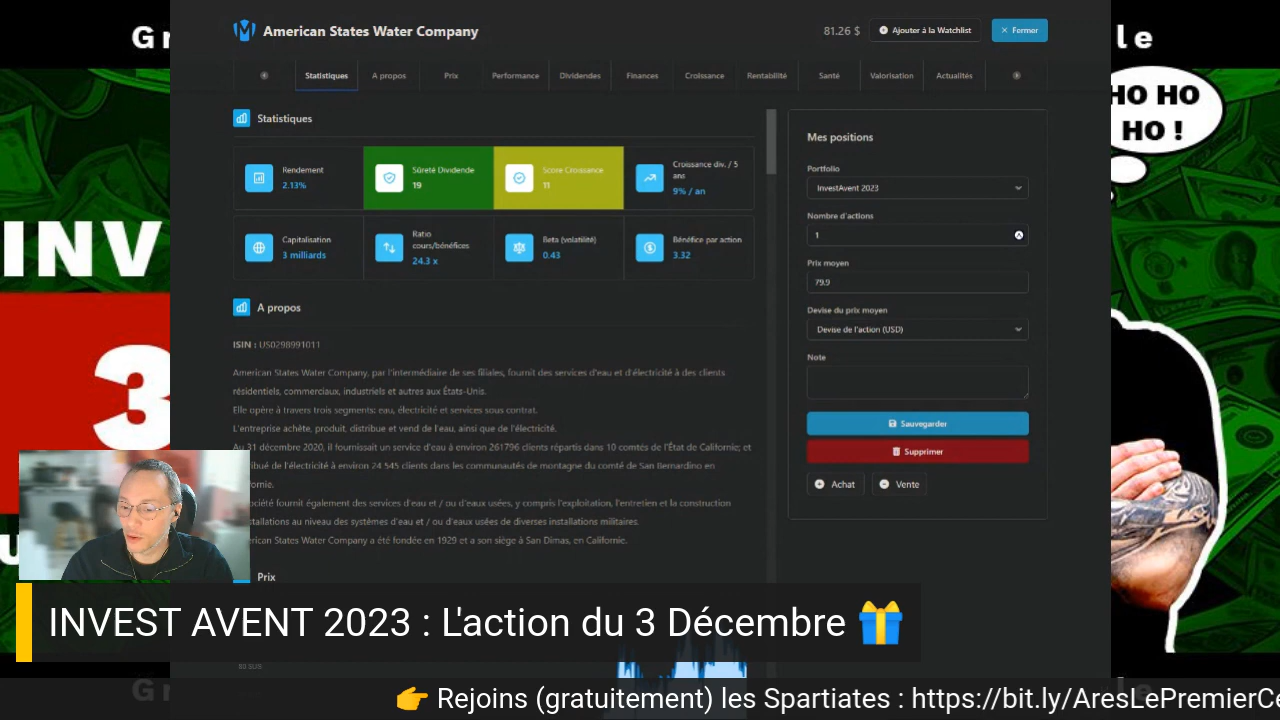 American States Water Company
81.26 $
Ajouter à la Watchlist
Fermer
Statistiques
A propos
Prix
Performance
Dividendes
Finances
Croissance
Rentabilité
Santé
Valorisation
Actualités
Statistiques
Rendement
2.13%
Sûreté Dividende
19
Score Croissance
11
Croissance div. / 5
ans
9% / an
Capitalisation
3 milliards
Ratio
cours/bénéfices
24.3 x
Beta (volatilité)
0.43
Bénéfice par action
3.32
A propos
ISIN : US0298991011
American States Water Company, par l'intermédiaire de ses filiales, fournit des services d'eau et d'électricité à des clients
résidentiels, commerciaux, industriels et autres aux États-Unis.
Elle opère à travers trois segments: eau, électricité et services sous contrat.
L'entreprise achète, produit, distribue et vend de l'eau, ainsi que de l'électricité.
Au 31 décembre 2020, il fournissait un service d'eau à environ 261796 clients répartis dans 10 comtés de l'État de Californie; et
ribué de l'électricité à environ 24 545 clients dans les communautés de montagne du comté de San Bernardino en
fornie.
ociété fournit également des services d'eau et / ou d'eaux usées, y compris l'exploitation, l'entretien et la construction
stallations au niveau des systèmes d'eau et / ou d'eaux usées de diverses installations militaires.
erican States Water Company a été fondée en 1929 et a son siège à San Dimas, en Californie.
Prix
80 $US
Mes positions
Portfolio
InvestAvent 2023
Nombre d'actions
1
Prix moyen
79.9
Devise du prix moyen
Devise de l'action (USD)
Note
Sauvegarder
Supprimer
Achat
Vente
Gr
le
INV
3
HO HO
HO !
INVEST AVENT 2023 : L'action du 3 Décembre 🎁
👉 Rejoins (gratuitement) les Spartiates : https://bit.ly/AresLePremierCe
Gr